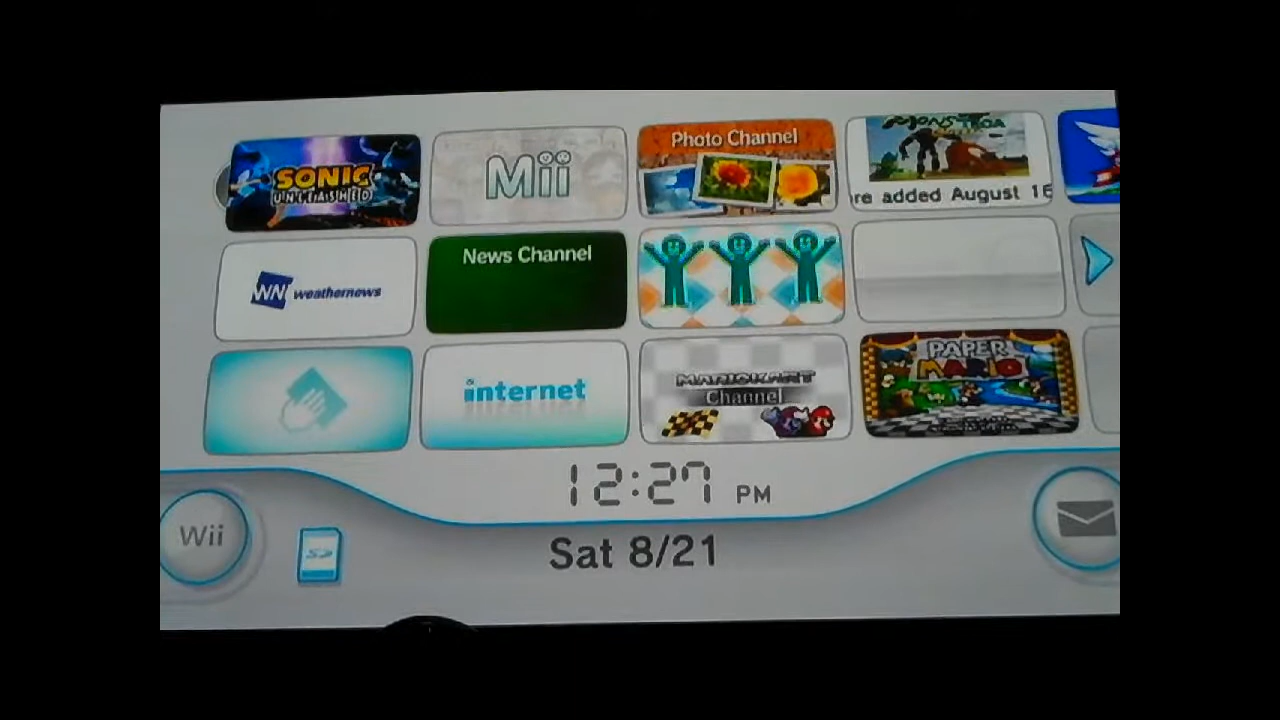 SONIC
UNLEASHED
Mii
Photo Channel
MONSTROA
re added August 16
WN weathernews
News Channel
internet
MARIOKART
Channel
PAPER
MARIO
12:27 PM
Wii
SD
Sat 8/21